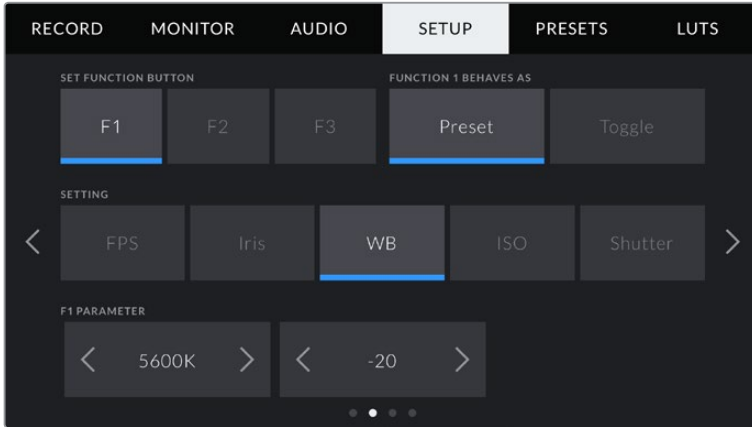 RECORD MONITOR AUDIO SETUP PRESETS LUTS
SET FUNCTION BUTTON FUNCTION 1 BEHAVES AS
F1 F2 F3 Preset Toggle
SETTING
FPS Iris WB ISO Shutter
F1 PARAMETER
5600K -20